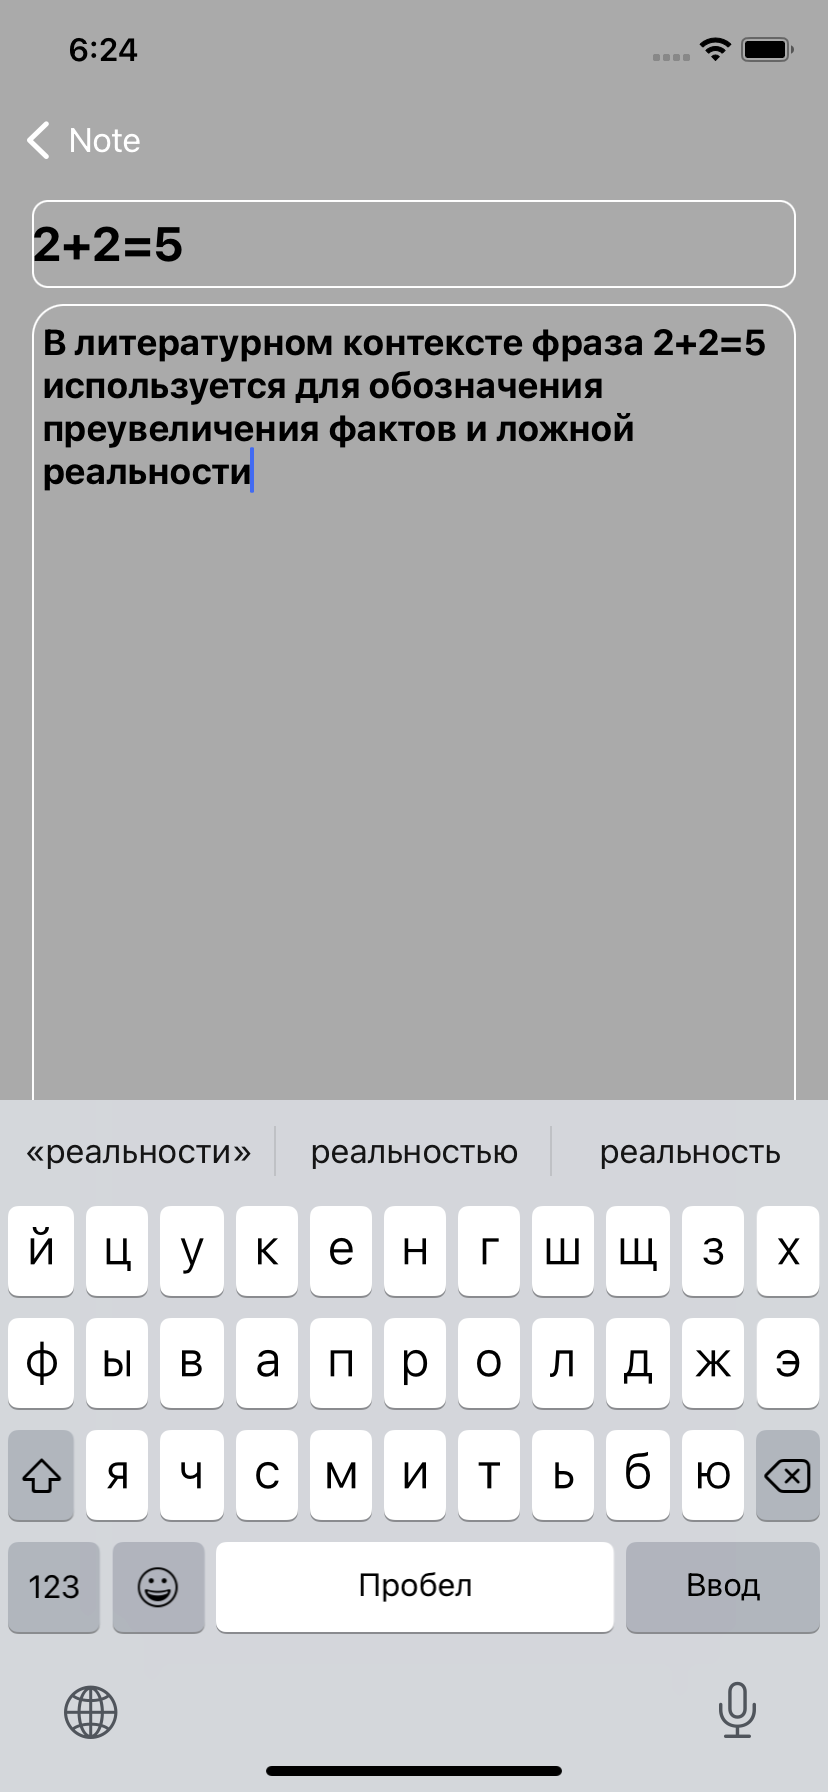 6:24
Note
2+2=5
В литературном контексте фраза 2+2=5
используется для обозначения
преувеличения фактов и ложной
реальности
«реальности» реальностью реальность
й ц у к е н г ш щ з х
ф ы в а п р о л д ж э
я ч с м и т ь б ю
123 Пробел Ввод